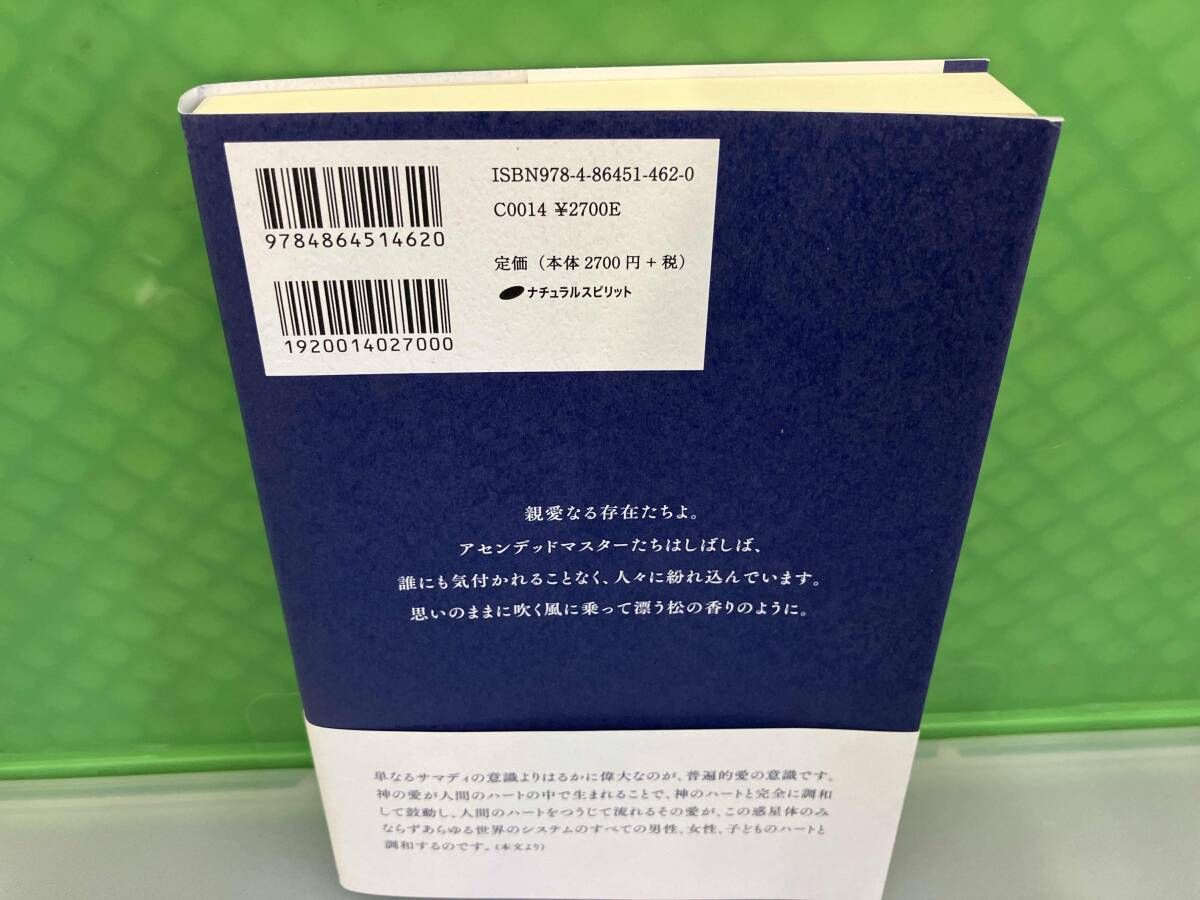 ISBN978-4-86451-462-0
C0014 ¥2700E
9784864514620
定価（本体2700円+税）
ナチュラルスピリット
1920014027000
親愛なる存在たちよ。
アセンデッドマスターたちはしばしば、
誰にも気付かれることなく、人々に紛れ込んでいます。
思いのままに吹く風に乗って漂う松の香りのように。
単なるサマディの意識よりはるかに偉大なのが、普遍的愛の意識です。
神の愛が人間のハートの中で生まれることで、神のハートと完全に調和
して鼓動し、人間のハートをつうじて流れるその愛が、この惑星体のみ
ならずあらゆる世界のシステムのすべての男性、女性、子どものハートと
調和するのです。（本文より）